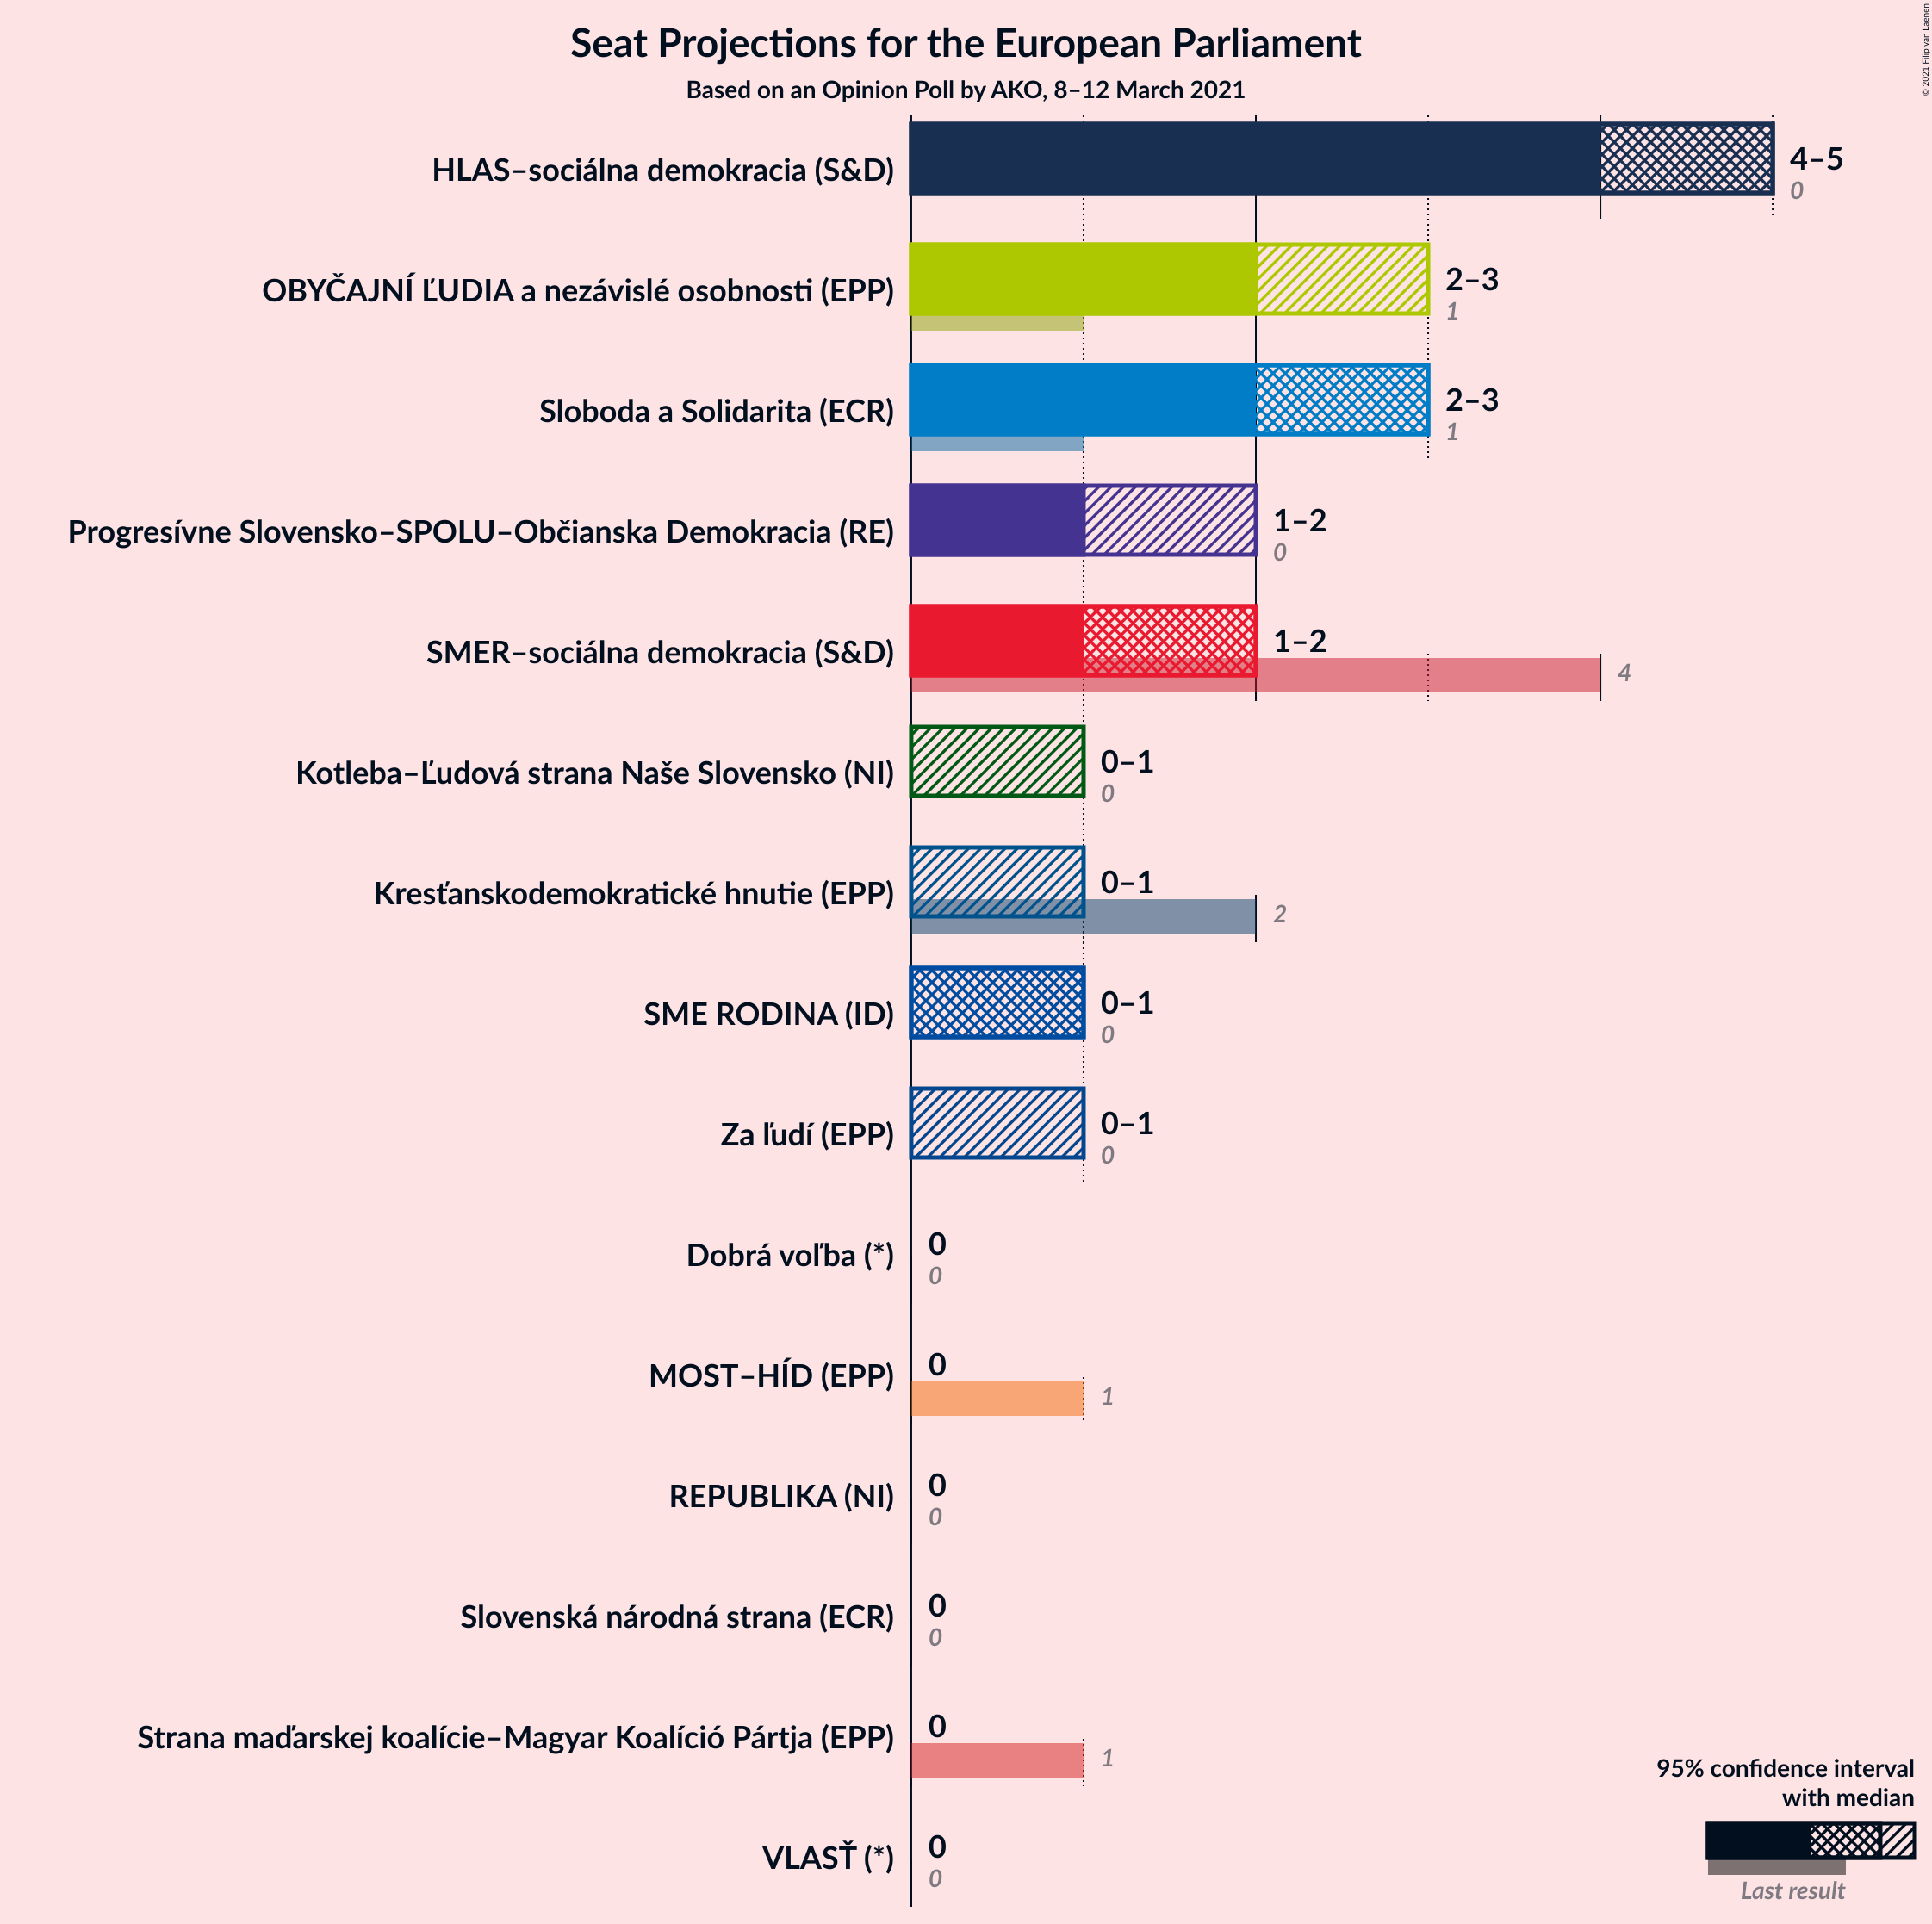 Seat Projections for the European Parliament
Based on an Opinion Poll by AKO, 8–12 March 2021
© 2021 Filip van Laenen
HLAS–sociálna demokracia (S&D)
4–5
0
OBYČAJNÍ ĽUDIA a nezávislé osobnosti (EPP)
2–3
1
Sloboda a Solidarita (ECR)
2–3
1
Progresívne Slovensko–SPOLU–Občianska Demokracia (RE)
1–2
0
SMER–sociálna demokracia (S&D)
1–2
4
Kotleba–Ľudová strana Naše Slovensko (NI)
0–1
0
Kresťanskodemokratické hnutie (EPP)
0–1
2
SME RODINA (ID)
0–1
0
Za ľudí (EPP)
0–1
0
Dobrá voľba (*)
0
0
MOST–HÍD (EPP)
0
1
REPUBLIKA (NI)
0
0
Slovenská národná strana (ECR)
0
0
Strana maďarskej koalície–Magyar Koalíció Pártja (EPP)
0
1
VLASŤ (*)
0
0
95% confidence interval
with median
Last result